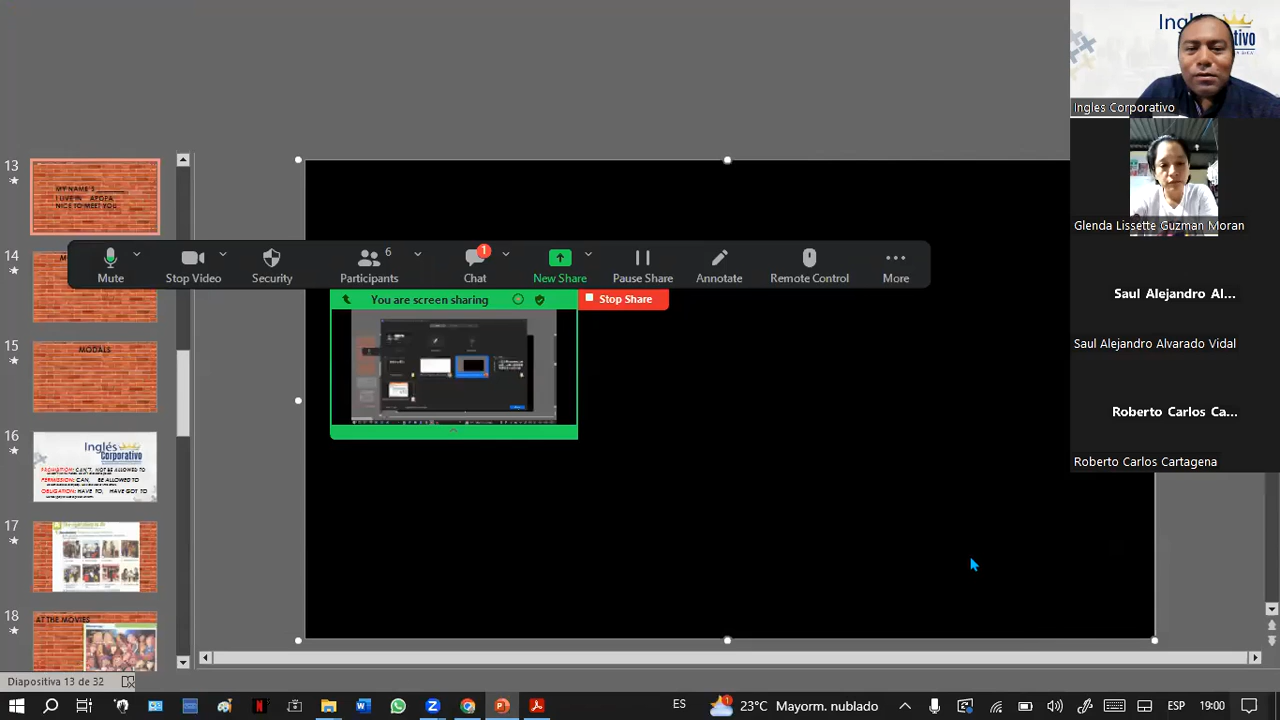 Inglés
Corporativo
Ingles Corporativo
Glenda Lissette Guzman Moran
Saul Alejandro Al...
Saul Alejandro Alvarado Vidal
Roberto Carlos Ca...
Roberto Carlos Cartagena
13
MY NAME´S
I LIVE IN APOPA
NICE TO MEET YOU
14
Mute
Stop Video
Security
6
Participants
1
Chat
New Share
Pause Share
Annotate
Remote Control
More
You are screen sharing
Stop Share
15
MODALS
16
Inglés
Corporativo
PROHIBITION: CAN'T, NOT BE ALLOWED TO
PERMISSION: CAN, BE ALLOWED TO
OBLIGATION: HAVE TO, HAVE GOT TO
17
18
AT THE MOVIES
Diapositiva 13 de 32
ES
1
23°C Mayorm. nublado
ESP
19:00